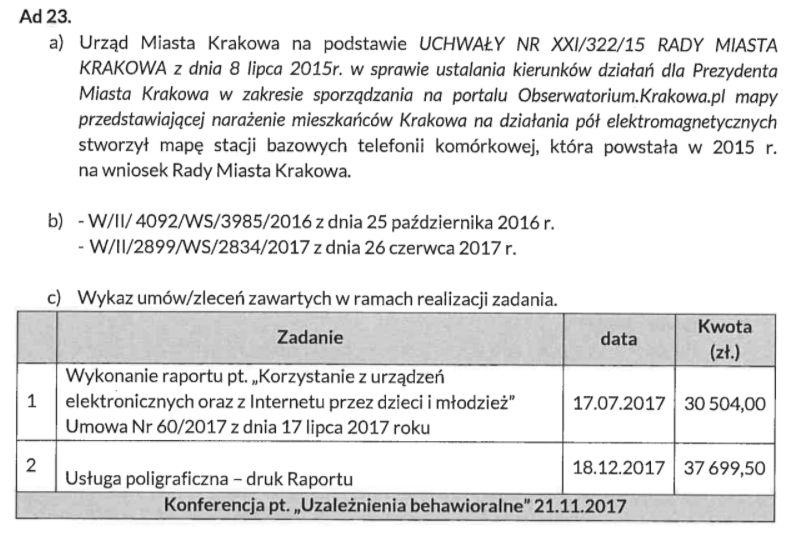 Ad 23.
a) Urząd Miasta Krakowa na podstawie UCHWAŁY NR XXI/322/15 RADY MIASTA
KRAKOWA z dnia 8 lipca 2015r. w sprawie ustalania kierunków działań dla Prezydenta
Miasta Krakowa w zakresie sporządzania na portalu Obserwatorium.Krakowa.pl mapy
przedstawiającej narażenie mieszkańców Krakowa na działania pól elektromagnetycznych
stworzył mapę stacji bazowych telefonii komórkowej, która powstała w 2015 r.
na wniosek Rady Miasta Krakowa.
b) - W/II/ 4092/WS/3985/2016 z dnia 25 października 2016 r.
- W/II/2899/WS/2834/2017 z dnia 26 czerwca 2017 r.
c) Wykaz umów/zleceń zawartych w ramach realizacji zadania.
Zadanie data Kwota
(zł.)
Wykonanie raportu pt. „Korzystanie z urządzeń
1 elektronicznych oraz z Internetu przez dzieci i młodzież” 17.07.2017 30 504,00
Umowa Nr 60/2017 z dnia 17 lipca 2017 roku
2 Usługa poligraficzna – druk Raportu 18.12.2017 37 699,50
Konferencja pt. „Uzależnienia behawioralne” 21.11.2017